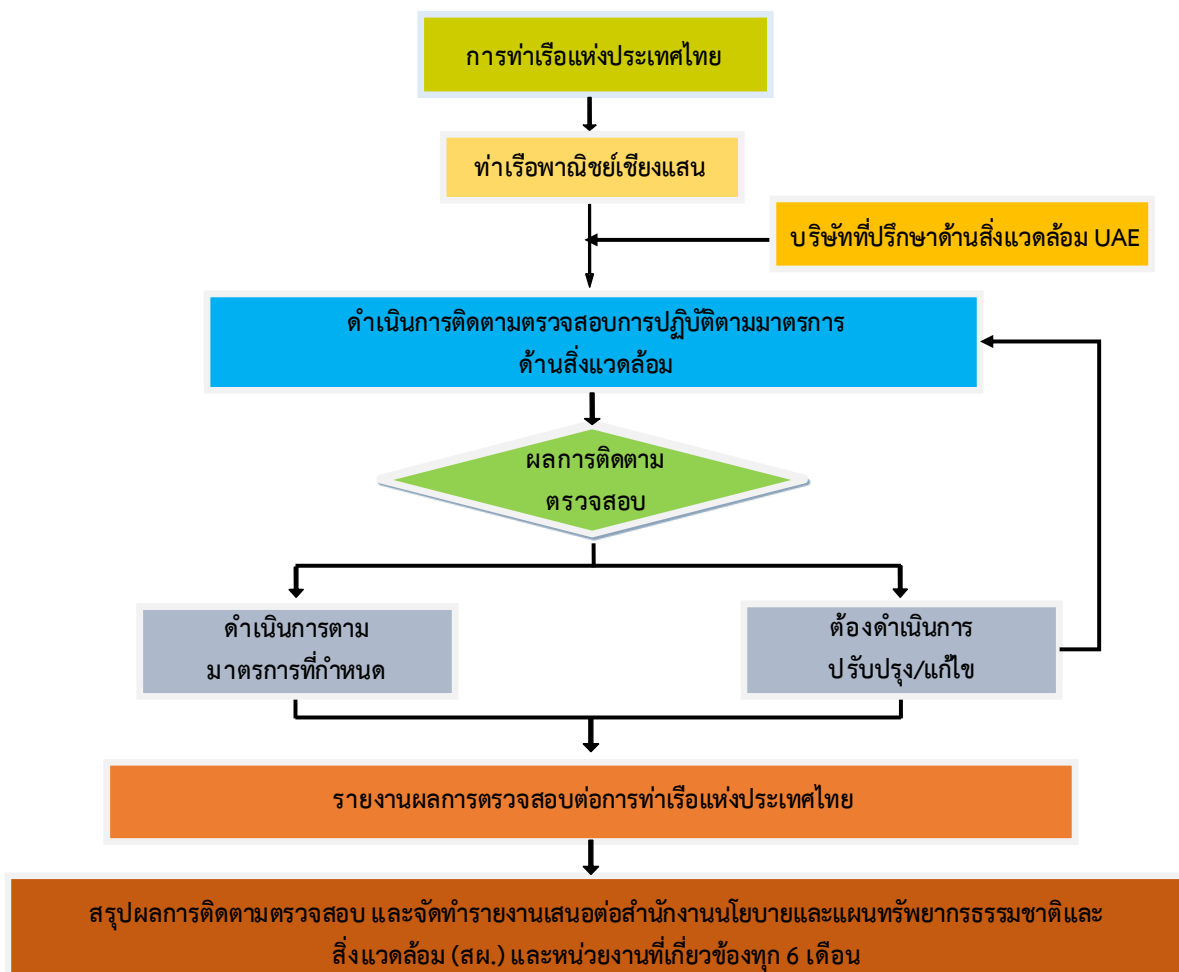 การท่าเรือแห่งประเทศไทย
ท่าเรือพาณิชย์เชียงแสน
บริษัทที่ปรึกษาด้านสิ่งแวดล้อม UAE
ดำเนินการติดตามตรวจสอบการปฏิบัติตามมาตรการ
ด้านสิ่งแวดล้อม
ผลการติดตาม
ตรวจสอบ
ดำเนินการตาม
มาตรการที่กำหนด
ต้องดำเนินการ
ปรับปรุง/แก้ไข
รายงานผลการตรวจสอบต่อการท่าเรือแห่งประเทศไทย
สรุปผลการติดตามตรวจสอบ และจัดทำรายงานเสนอต่อสำนักงานนโยบายและแผนทรัพยากรธรรมชาติและ
สิ่งแวดล้อม (สผ.) และหน่วยงานที่เกี่ยวข้องทุก 6 เดือน